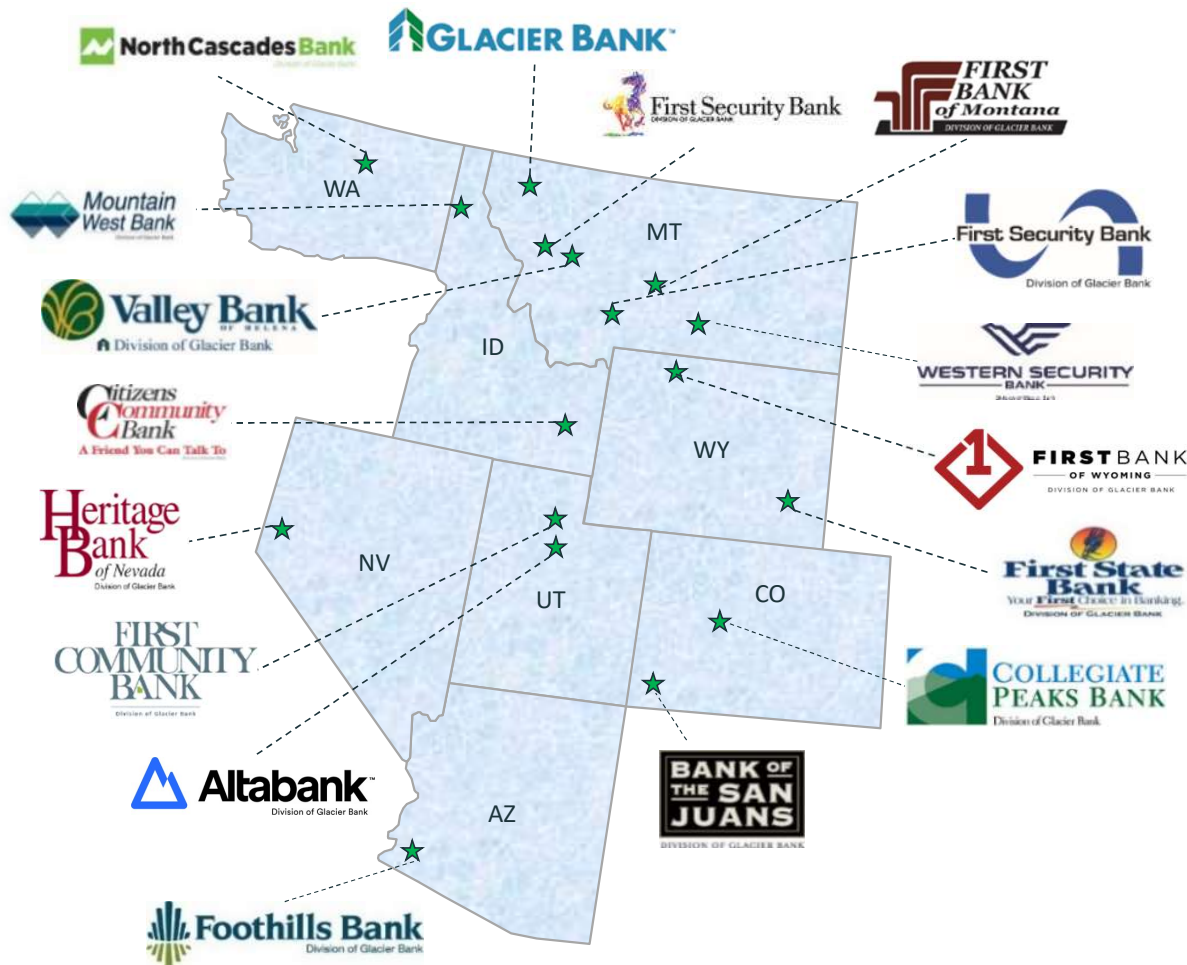 North Cascades Bank
Division of Glacier Bank
GLACIER BANK™
First Security Bank
DIVISION OF GLACIER BANK
FIRST
BANK
of Montana
DIVISION OF GLACIER BANK
WA
Mountain
West Bank
Division of Glacier Bank
MT
First Security Bank
Division of Glacier Bank
Valley Bank
OF HELENA
Division of Glacier Bank
ID
WESTERN SECURITY
BANK
Citizens
Community
Bank
A Friend You Can Talk To
WY
1
FIRST BANK
OF WYOMING
DIVISION OF GLACIER BANK
Heritage
Bank
of Nevada
Division of Glacier Bank
NV
UT
CO
First State
Bank
Your First Choice in Banking.
DIVISION OF GLACIER BANK
FIRST
COMMUNITY
BANK
Division of Glacier Bank
COLLEGIATE
PEAKS BANK
Division of Glacier Bank
Altabank™
Division of Glacier Bank
BANK OF
THE SAN
JUANS
DIVISION OF GLACIER BANK
AZ
Foothills Bank
Division of Glacier Bank